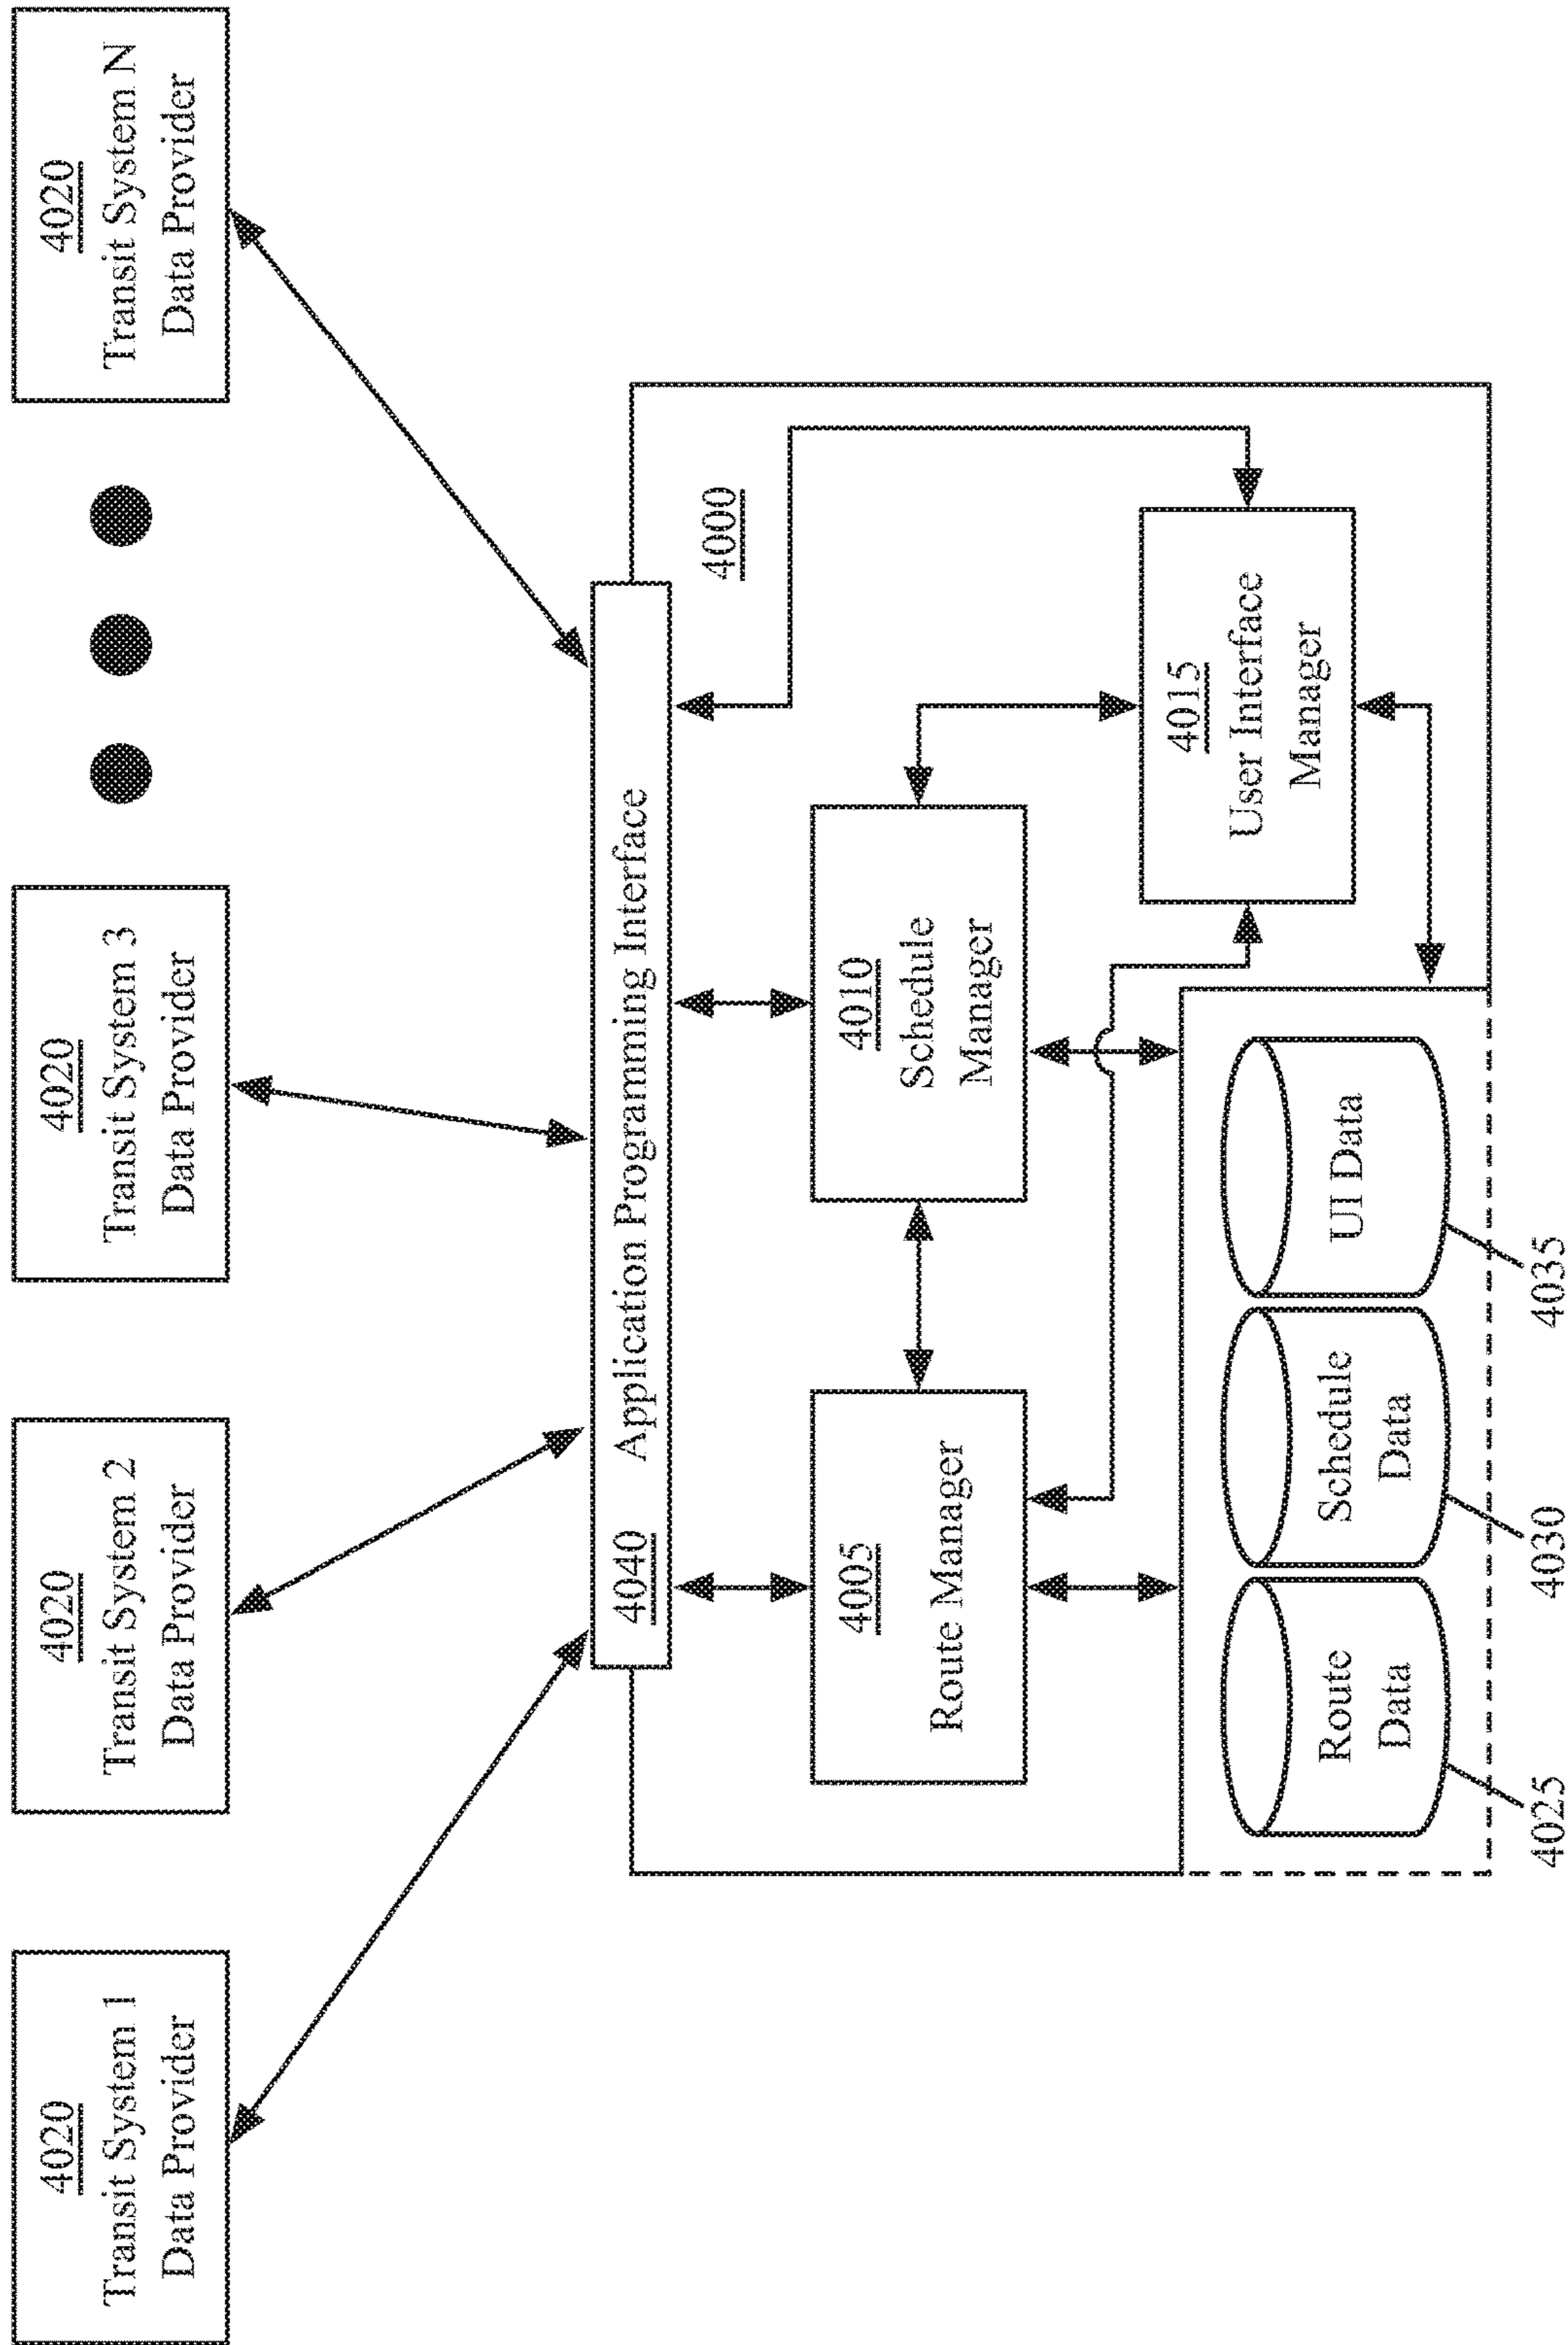 4020
Transit System 1
Data Provider
4020
Transit System 2
Data Provider
4020
Transit System 3
Data Provider
4020
Transit System N
Data Provider
4040 Application Programming Interface
4000
4005
Route Manager
4010
Schedule
Manager
4015
User Interface
Manager
Route
Data
Schedule
Data
UI Data
4025
4030
4035